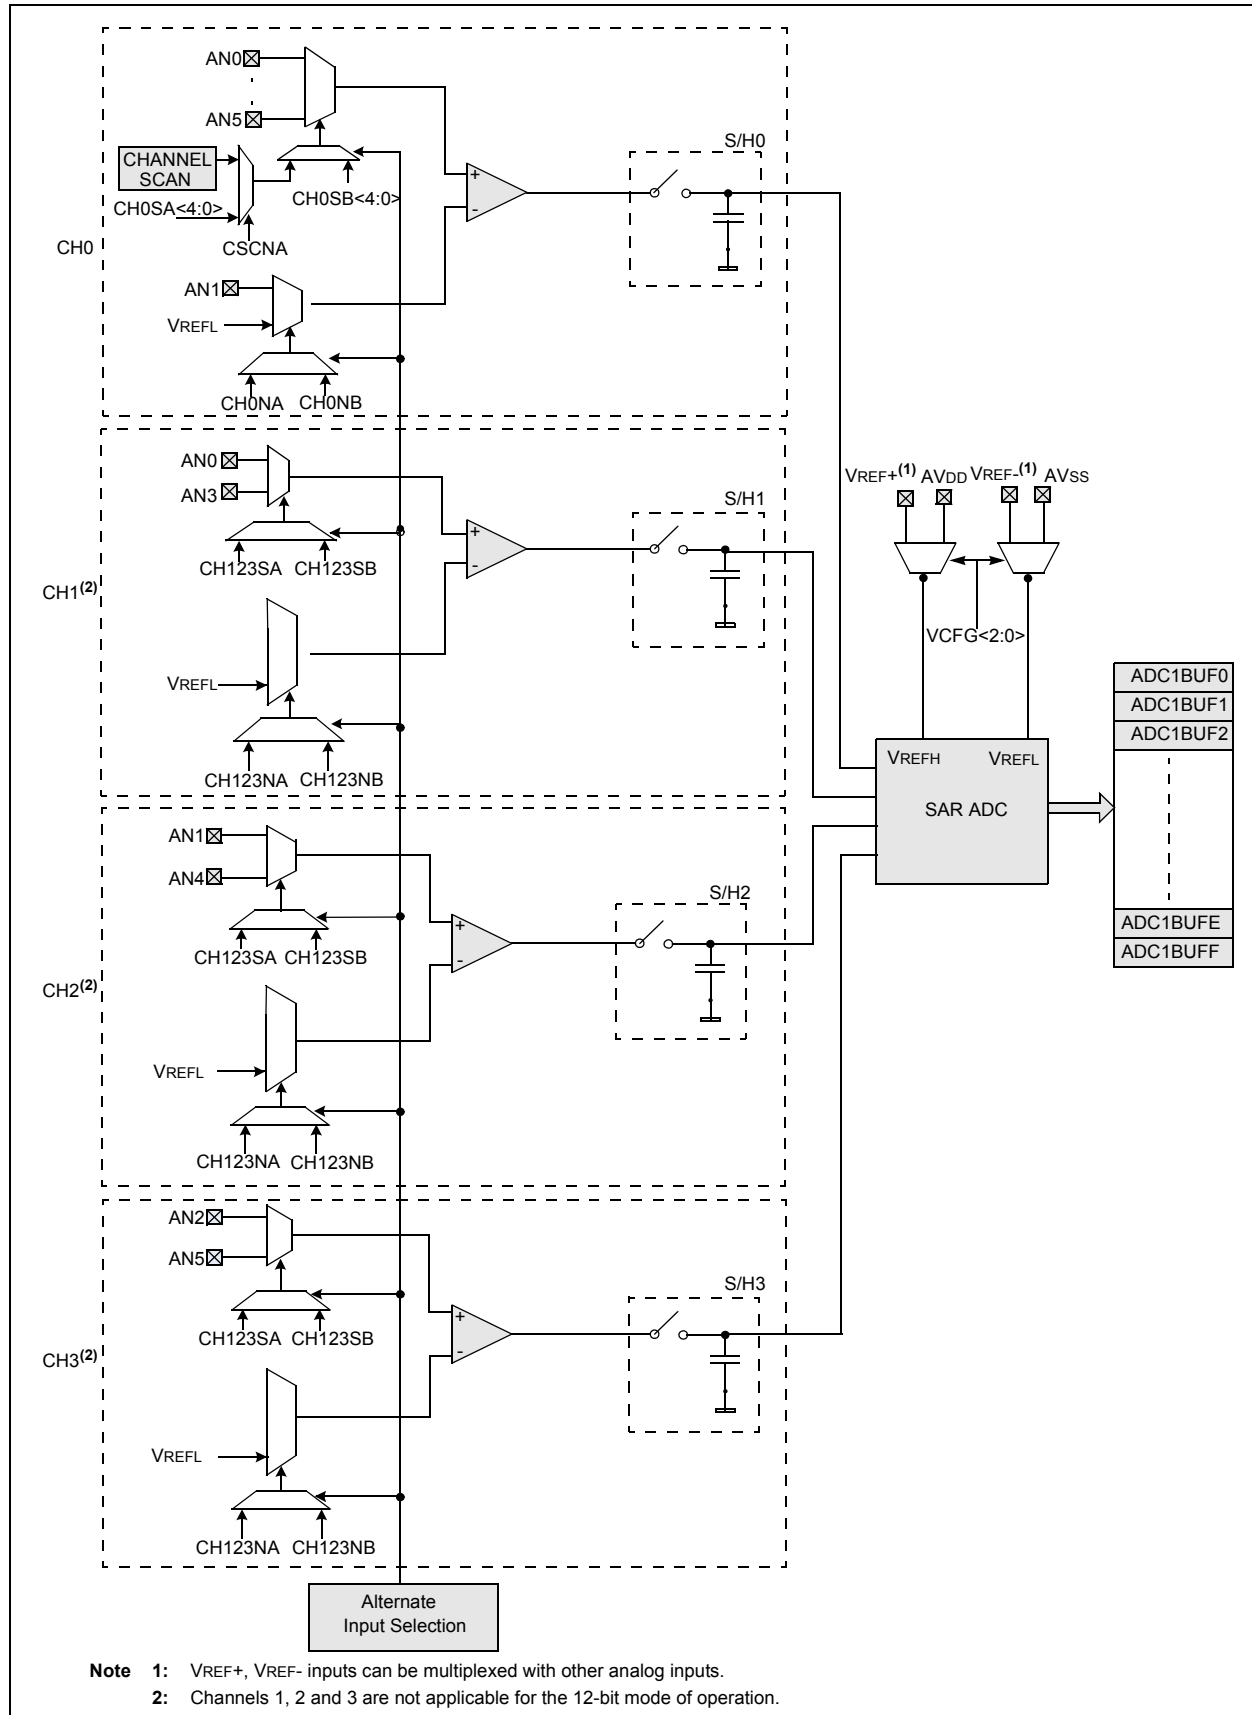 AN0
AN5
CHANNEL
SCAN
CH0SA<4:0>
CSCNA
CH0SB<4:0>
+
-
S/H0
CH0
AN1
VREFL
CH0NA CH0NB
AN0
AN3
CH123SA CH123SB
+
-
S/H1
CH1(2)
VREFL
CH123NA CH123NB
VREF+(1) AVDD VREF-(1) AVSS
VCFG<2:0>
VREFH VREFL
SAR ADC
ADC1BUF0
ADC1BUF1
ADC1BUF2
ADC1BUFE
ADC1BUFF
AN1
AN4
CH123SA CH123SB
+
-
S/H2
CH2(2)
VREFL
CH123NA CH123NB
AN2
AN5
CH123SA CH123SB
+
-
S/H3
CH3(2)
VREFL
CH123NA CH123NB
Alternate
Input Selection
Note 1: VREF+, VREF- inputs can be multiplexed with other analog inputs.
2: Channels 1, 2 and 3 are not applicable for the 12-bit mode of operation.